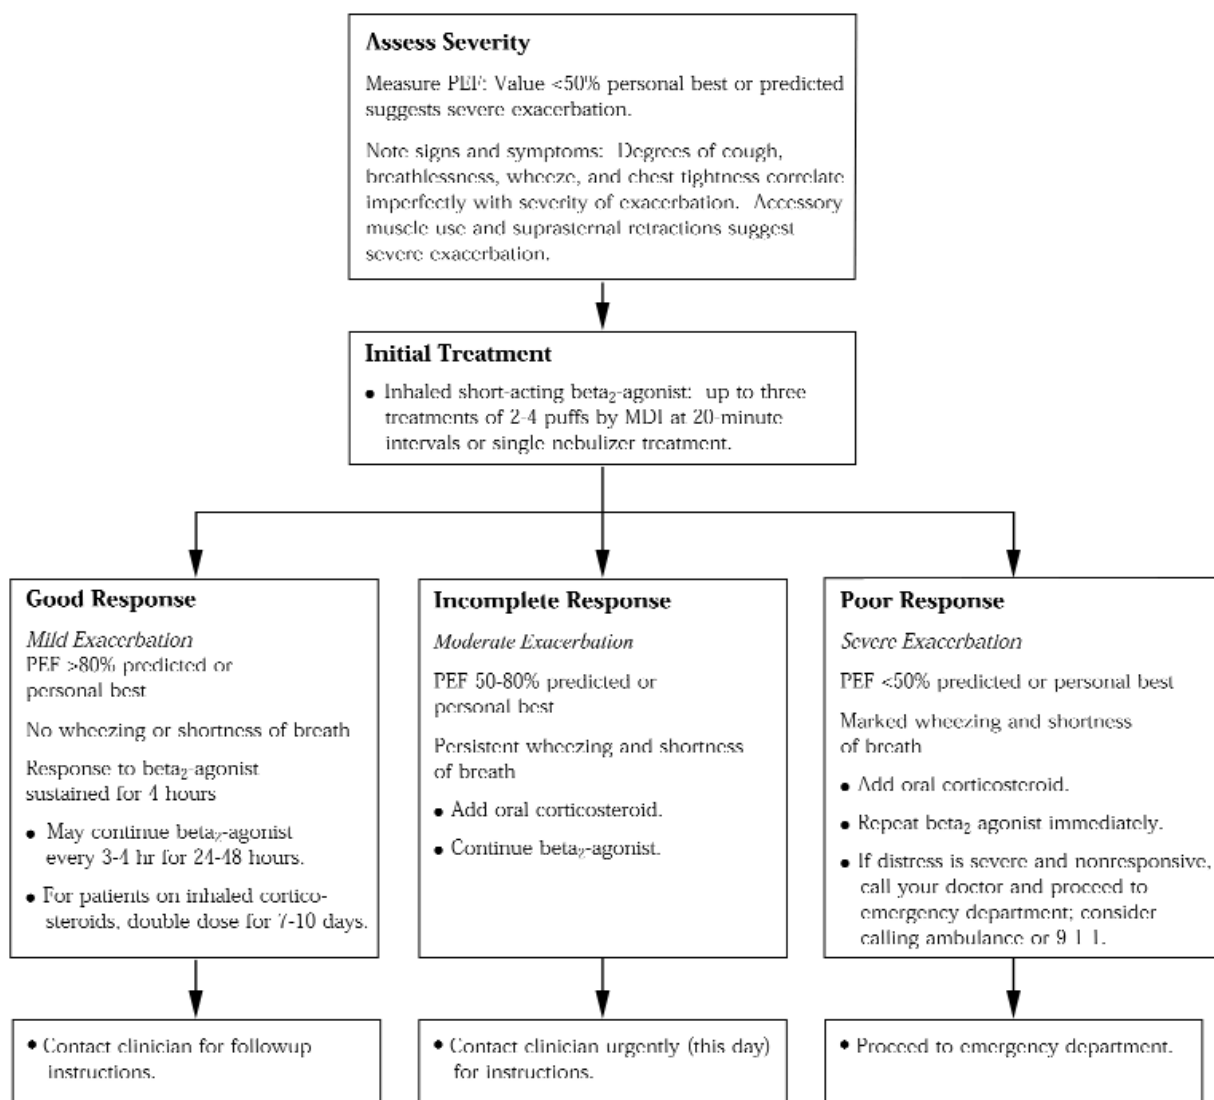 Assess Severity
Measure PEF: Value <50% personal best or predicted
suggests severe exacerbation.
Note signs and symptoms: Degrees of cough,
breathlessness, wheeze, and chest tightness correlate
imperfectly with severity of exacerbation. Accessory
muscle use and suprasternal retractions suggest
severe exacerbation.
Initial Treatment
• Inhaled short-acting beta₂-agonist: up to three
treatments of 2-4 puffs by MDI at 20-minute
intervals or single nebulizer treatment.
Good Response
Mild Exacerbation
PEF >80% predicted or
personal best
No wheezing or shortness of breath
Response to beta₂-agonist
sustained for 4 hours
• May continue beta₂-agonist
every 3-4 hr for 24-48 hours.
• For patients on inhaled cortico-
steroids, double dose for 7-10 days.
• Contact clinician for followup
instructions.
Incomplete Response
Moderate Exacerbation
PEF 50-80% predicted or
personal best
Persistent wheezing and shortness
of breath
• Add oral corticosteroid.
• Continue beta₂-agonist.
• Contact clinician urgently (this day)
for instructions.
Poor Response
Severe Exacerbation
PEF <50% predicted or personal best
Marked wheezing and shortness
of breath
• Add oral corticosteroid.
• Repeat beta₂ agonist immediately.
• If distress is severe and nonresponsive,
call your doctor and proceed to
emergency department; consider
calling ambulance or 9 1 1.
• Proceed to emergency department.